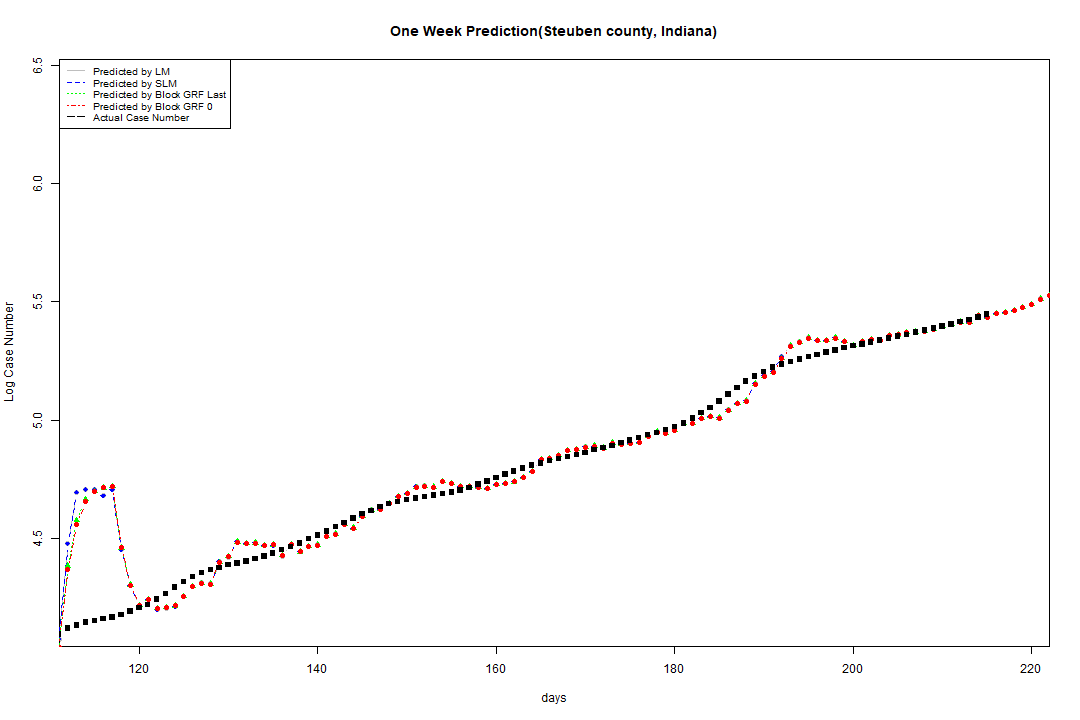 One Week Prediction(Steuben county, Indiana)
6.5
6.0
5.5
5.0
4.5
Log Case Number
Predicted by LM
Predicted by SLM
Predicted by Block GRF Last
Predicted by Block GRF 0
Actual Case Number
120 140 160 180 200 220
days